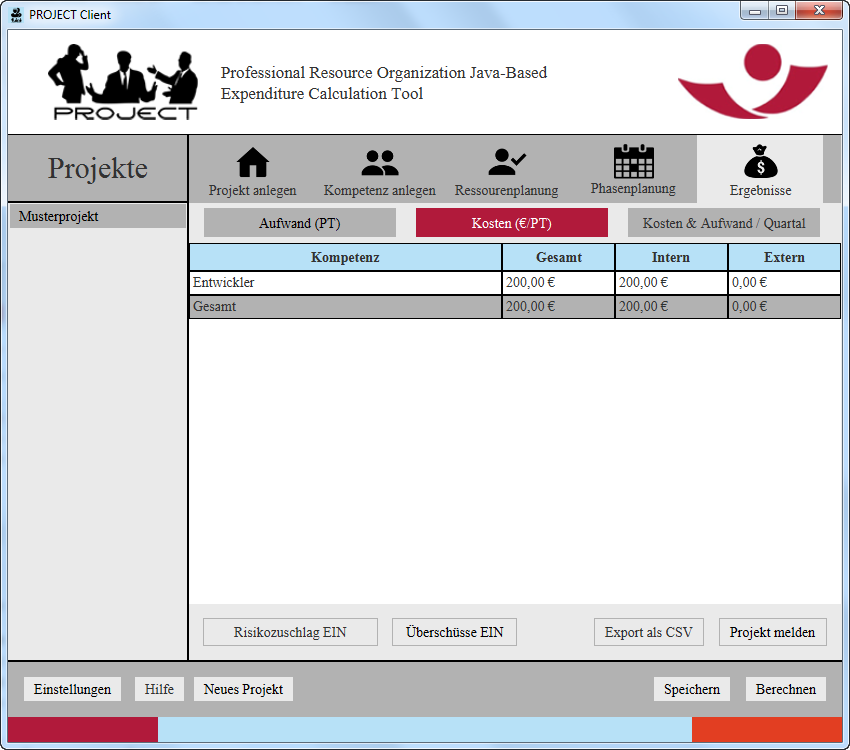 PROJECT Client
PROJECT
Professional Resource Organization Java-Based
Expenditure Calculation Tool
Projekte
Projekt anlegen
Kompetenz anlegen
Ressourenplanung
Phasenplanung
$
Ergebnisse
Musterprojekt
Aufwand (PT)
Kosten (€/PT)
Kosten & Aufwand / Quartal
Kompetenz Gesamt Intern Extern
Entwickler 200,00 € 200,00 € 0,00 €
Gesamt 200,00 € 200,00 € 0,00 €
Risikozuschlag EIN
Überschüsse EIN
Export als CSV
Projekt melden
Einstellungen
Hilfe
Neues Projekt
Speichern
Berechnen